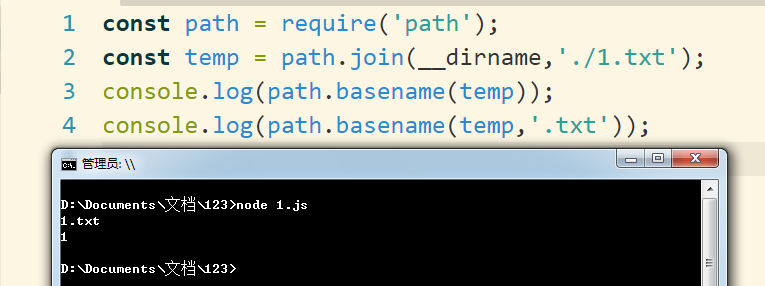 1 const path = require('path');
2 const temp = path.join(__dirname,'./1.txt');
3 console.log(path.basename(temp));
4 console.log(path.basename(temp,'.txt'));
C:\. 管理员: \\
D:\Documents\文档\123>node 1.js
1.txt
1
D:\Documents\文档\123>